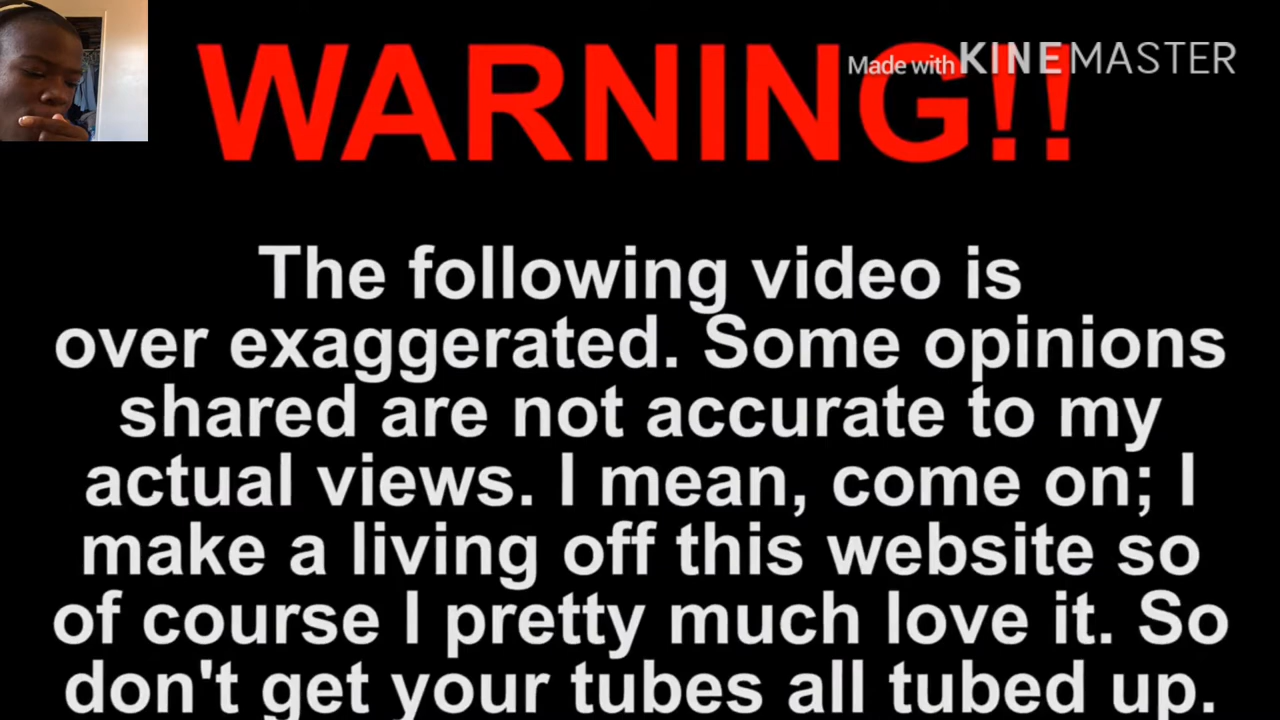 WARNING!!
Made with KINEMASTER
The following video is
over exaggerated. Some opinions
shared are not accurate to my
actual views. I mean, come on; I
make a living off this website so
of course I pretty much love it. So
don't get your tubes all tubed up.